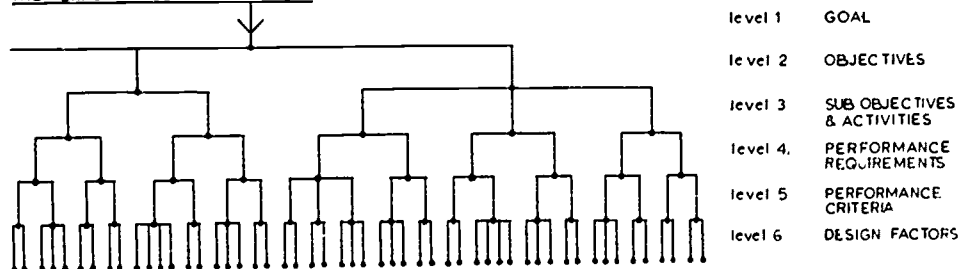 level 1 GOAL
level 2 OBJECTIVES
level 3 SUB OBJECTIVES
& ACTIVITIES
level 4. PERFORMANCE
REQUIREMENTS
level 5 PERFORMANCE
CRITERIA
level 6 DESIGN FACTORS